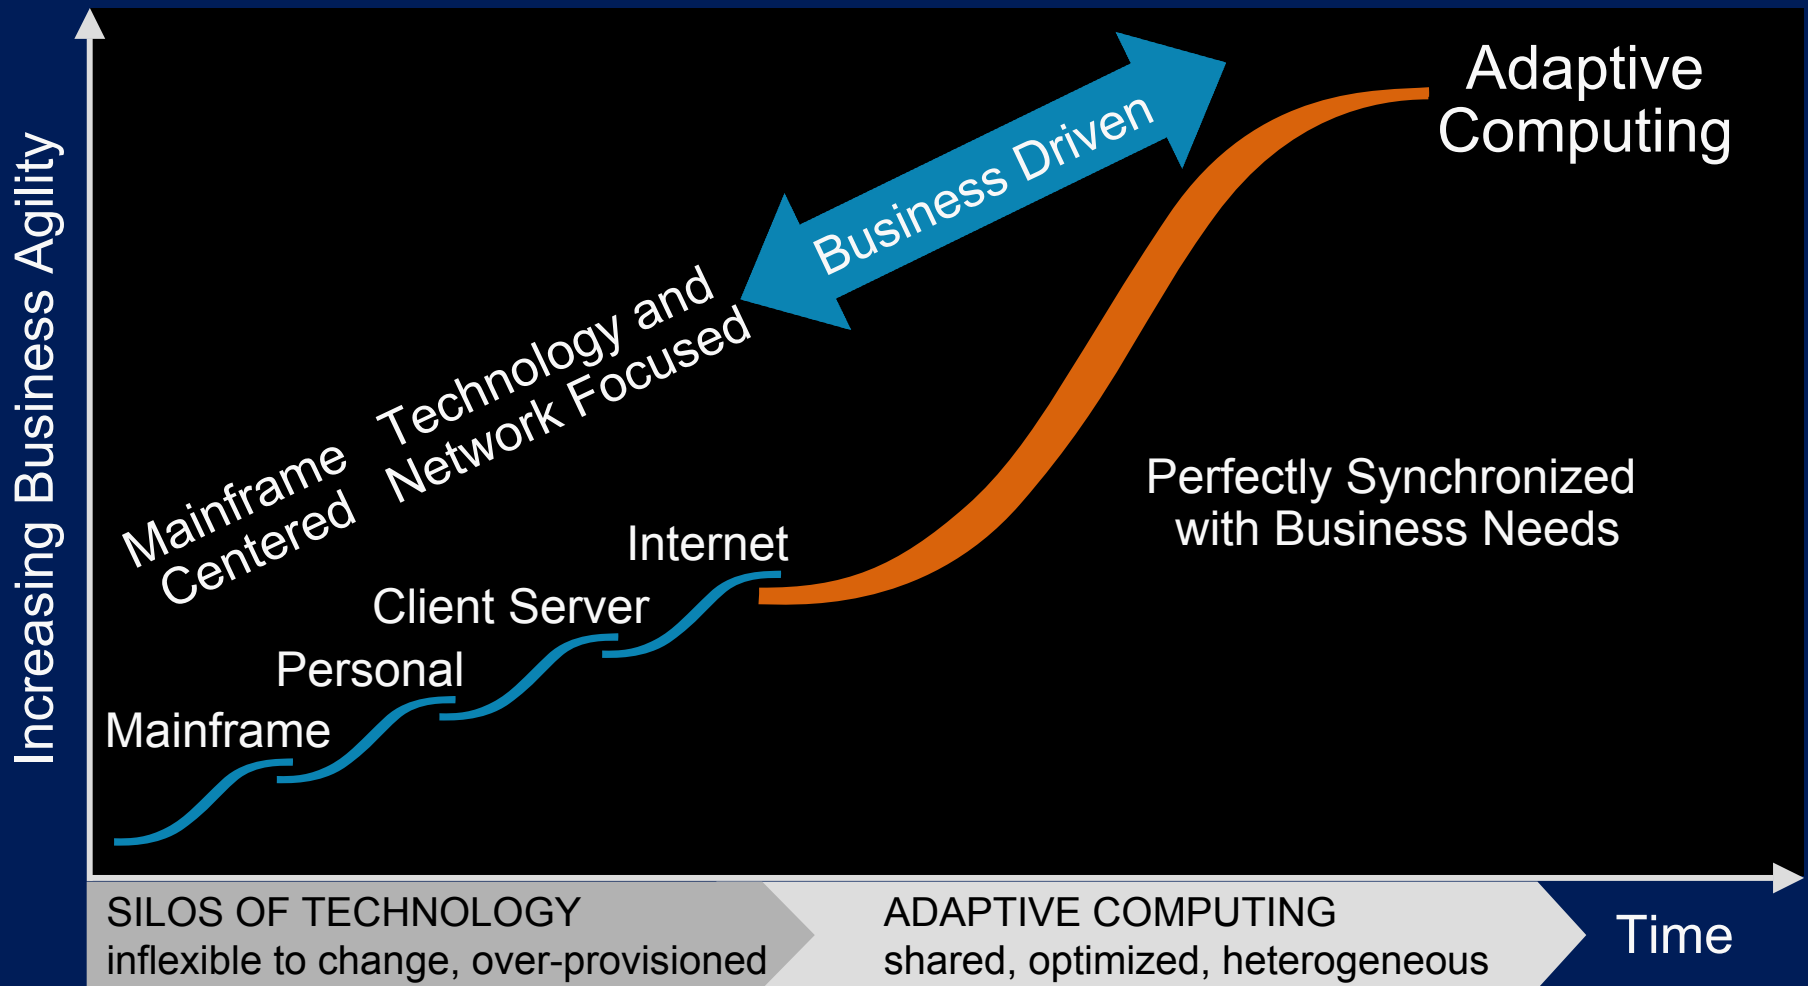 Increasing Business Agility
Adaptive
Computing
Business Driven
Technology and
Network Focused
Mainframe
Centered
Perfectly Synchronized
with Business Needs
Internet
Client Server
Personal
Mainframe
SILOS OF TECHNOLOGY
inflexible to change, over-provisioned
ADAPTIVE COMPUTING
shared, optimized, heterogeneous
Time